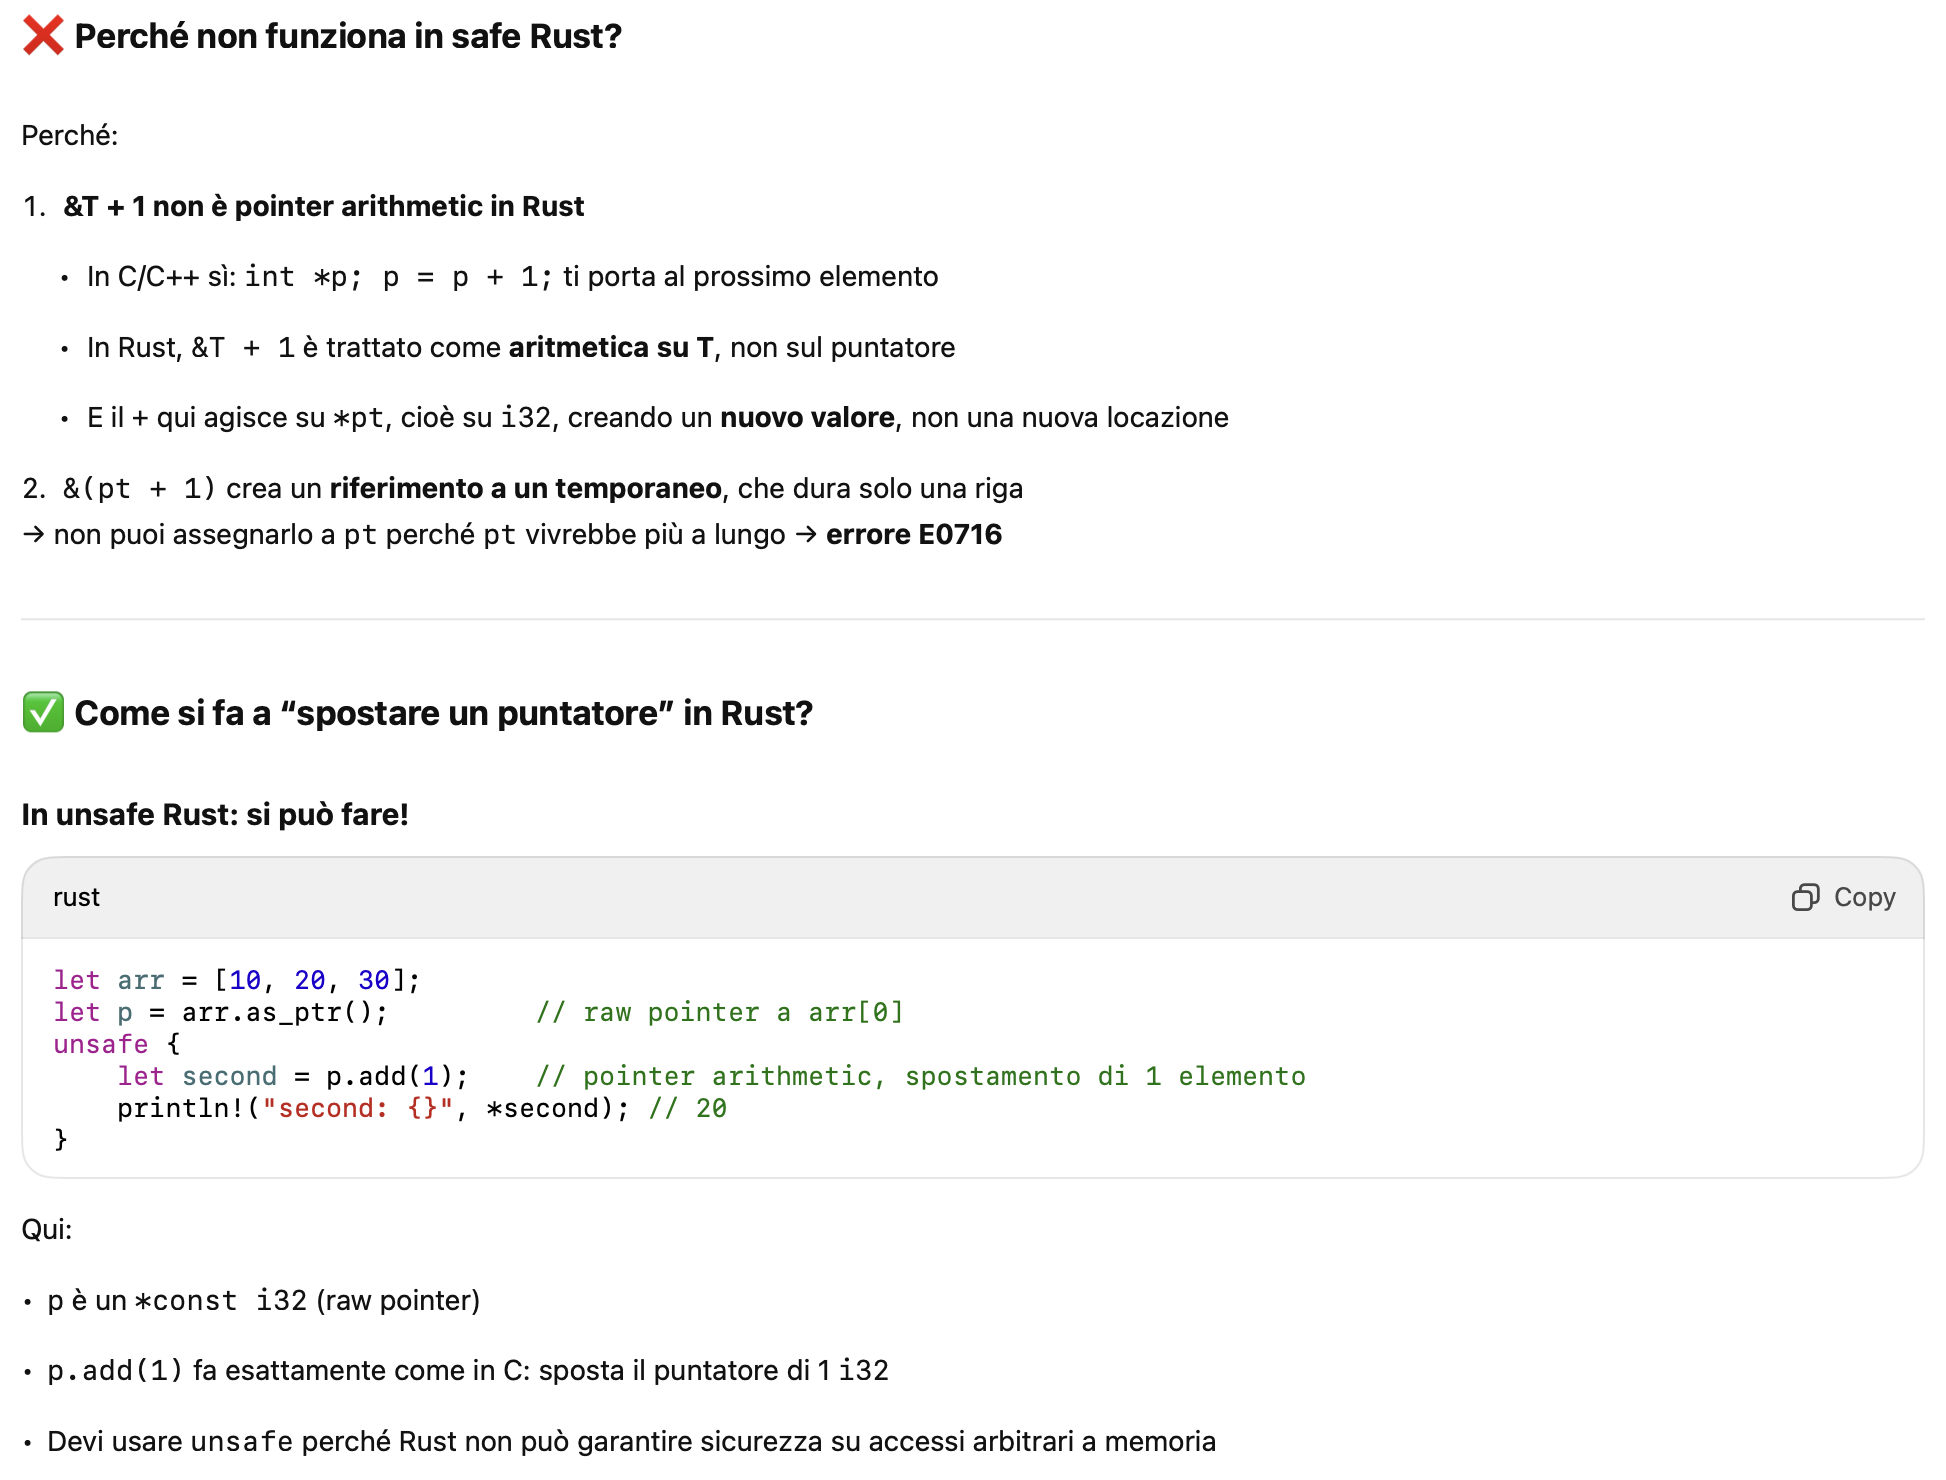 ❌ Perché non funziona in safe Rust?
Perché:
1. &T + 1 non è pointer arithmetic in Rust
• In C/C++ sì: int *p; p = p + 1; ti porta al prossimo elemento
• In Rust, &T + 1 è trattato come aritmetica su T, non sul puntatore
• E il + qui agisce su *pt, cioè su i32, creando un nuovo valore, non una nuova locazione
2. &(pt + 1) crea un riferimento a un temporaneo, che dura solo una riga
→ non puoi assegnarlo a pt perché pt vivrebbe più a lungo → errore E0716
✅ Come si fa a “spostare un puntatore” in Rust?
In unsafe Rust: si può fare!
rust Copy
let arr = [10, 20, 30];
let p = arr.as_ptr();         // raw pointer a arr[0]
unsafe {
    let second = p.add(1);    // pointer arithmetic, spostamento di 1 elemento
    println!("second: {}", *second); // 20
}
Qui:
• p è un *const i32 (raw pointer)
• p.add(1) fa esattamente come in C: sposta il puntatore di 1 i32
• Devi usare unsafe perché Rust non può garantire sicurezza su accessi arbitrari a memoria